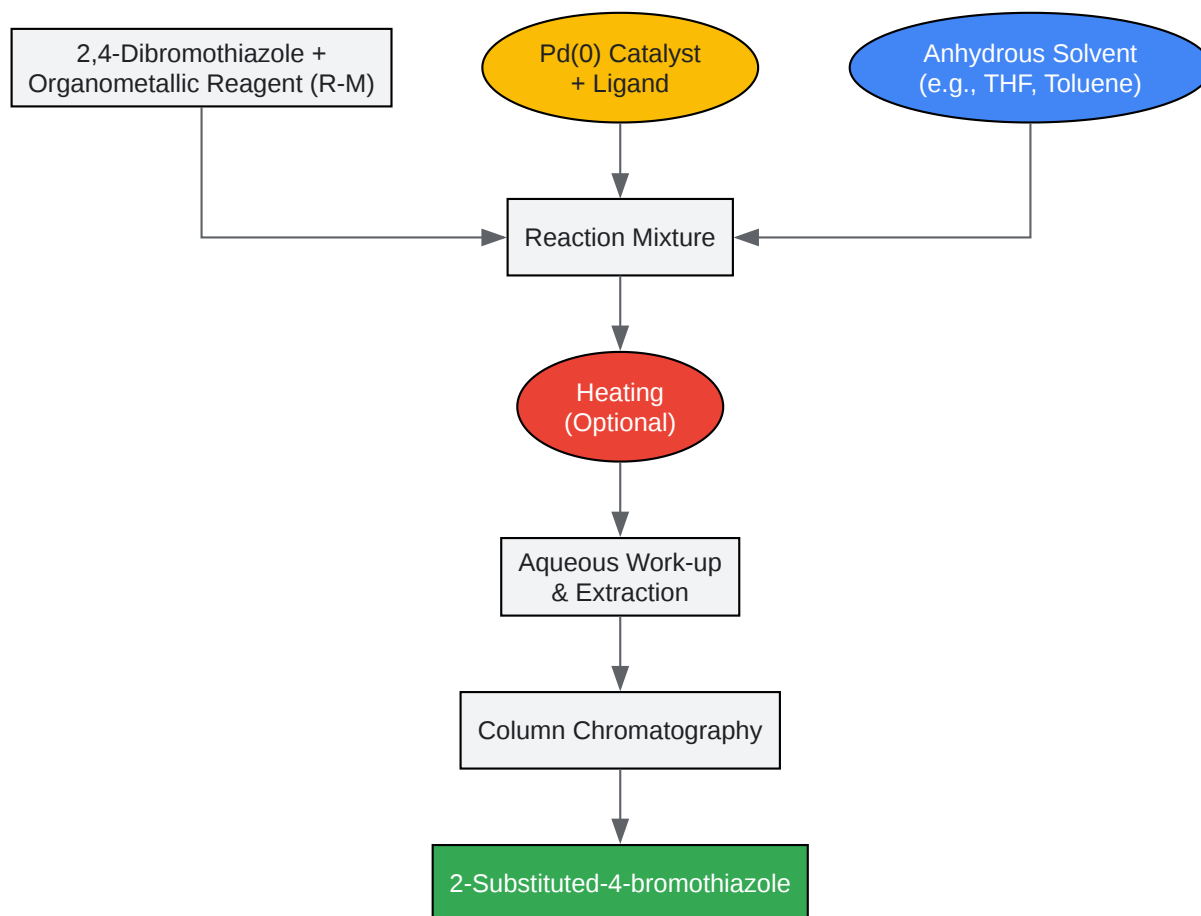 2,4-Dibromothiazole +
Organometallic Reagent (R-M)
Pd(0) Catalyst
+ Ligand
Anhydrous Solvent
(e.g., THF, Toluene)
Reaction Mixture
Heating
(Optional)
Aqueous Work-up
& Extraction
Column Chromatography
2-Substituted-4-bromothiazole